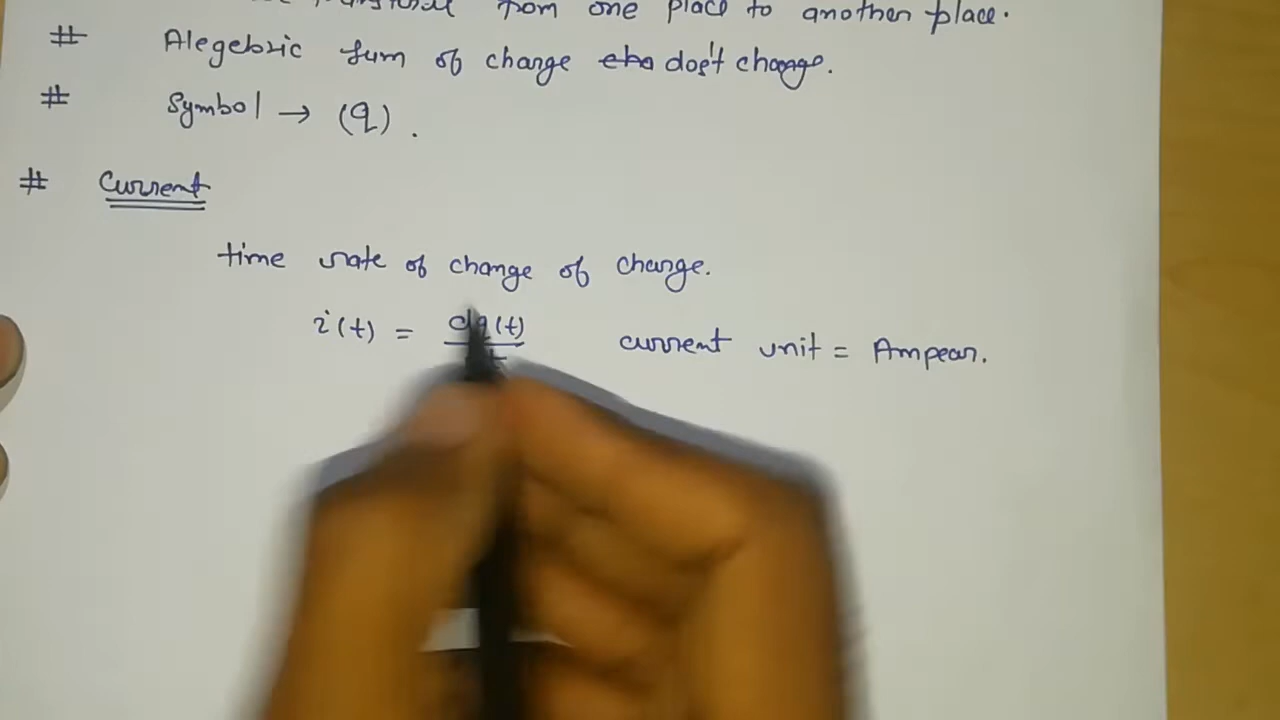 from one place to another place.
# Alegebric sum of charge cha dos't change.
# Symbol → (q).
# Current
time rate of change of charge.
i(t) = dq(t) current unit = Ampear.